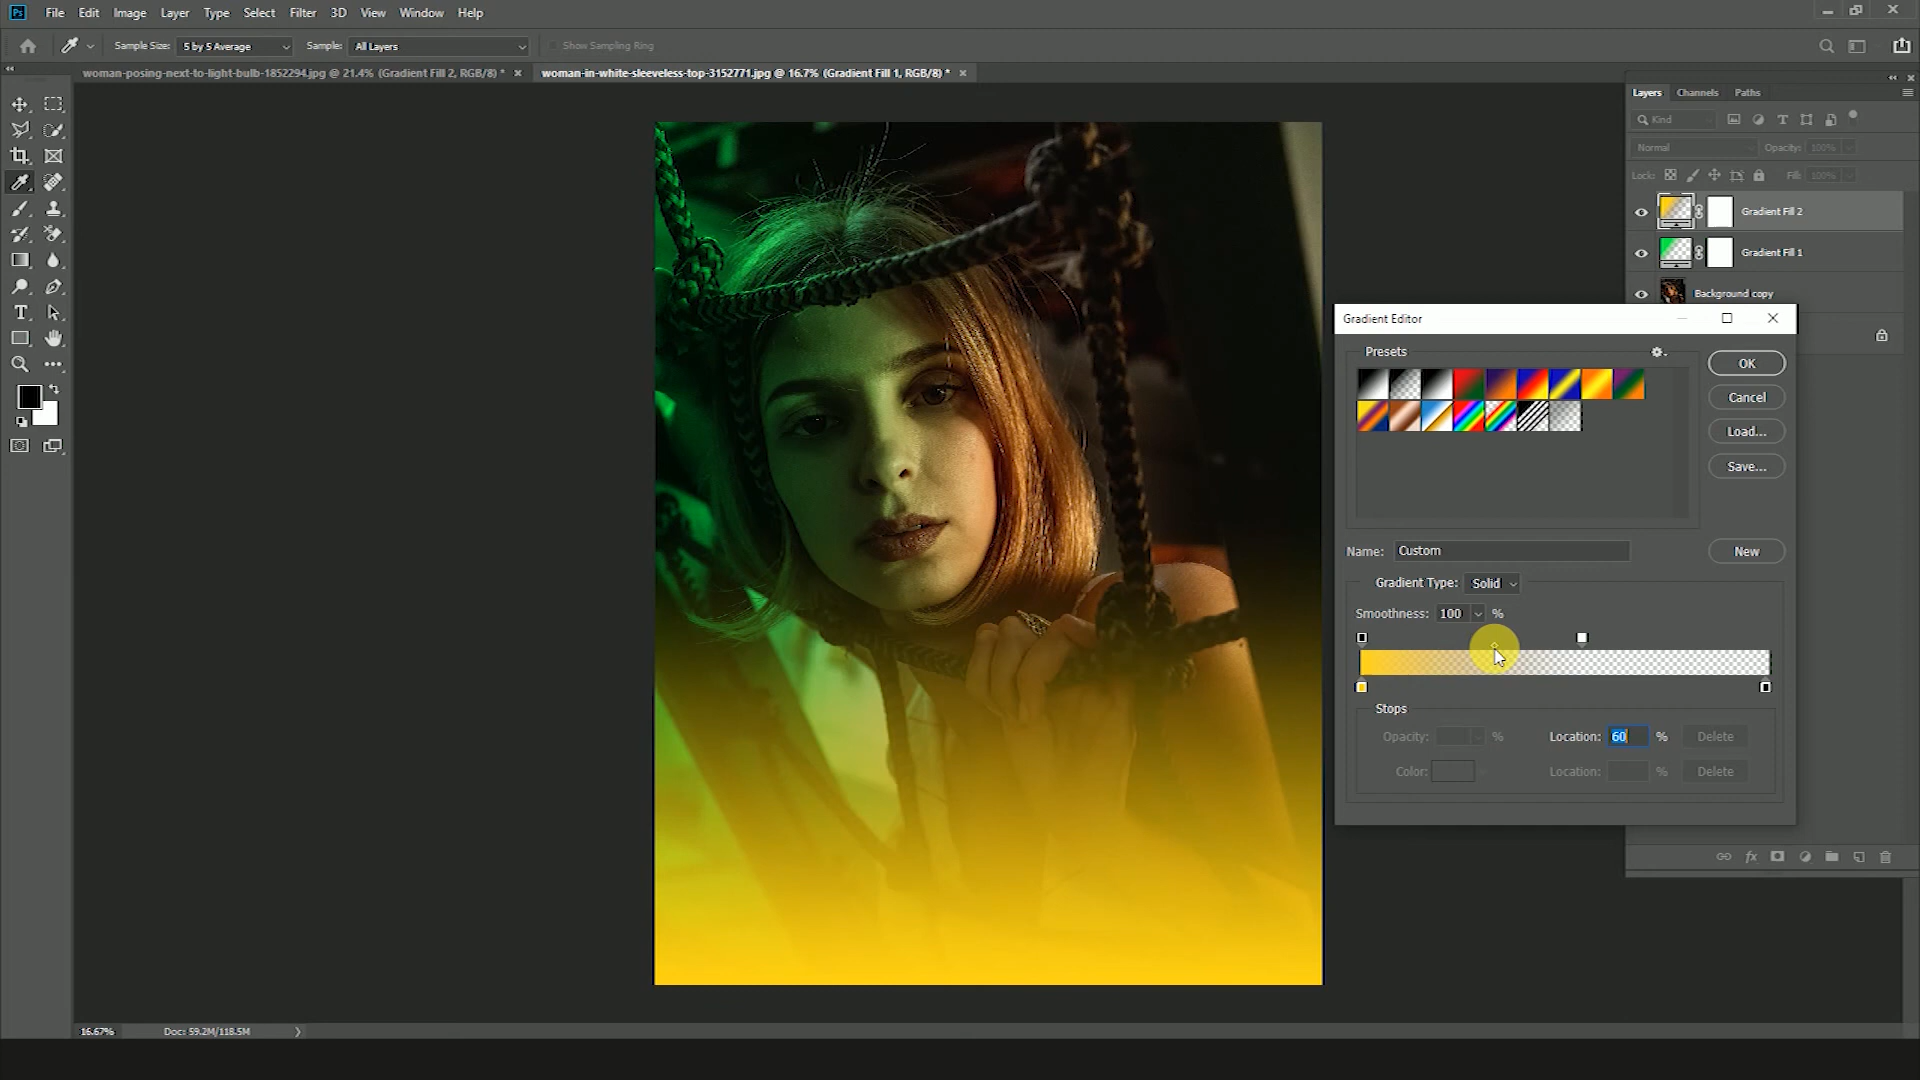 Ps File Edit Image Layer Type Select Filter 3D View Window Help
Sample Size: 5 by 5 Average Sample: All Layers Show Sampling Ring
woman-posing-next-to-light-bulb-1852294.jpg @ 21.4% (Gradient Fill 2, RGB/8) * × woman-in-white-sleeveless-top-3152771.jpg @ 16.7% (Gradient Fill 1, RGB/8) * ×
Layers Channels Paths
Kind
Normal Opacity: 100%
Lock: Fill: 100%
Gradient Fill 2
Gradient Fill 1
Background copy
Gradient Editor
Presets
OK
Cancel
Load...
Save...
Name: Custom New
Gradient Type: Solid
Smoothness: 100 %
Stops
Opacity: % Location: 60 % Delete
Color: Location: % Delete
fx
16.67% Doc: 59.2M/118.5M